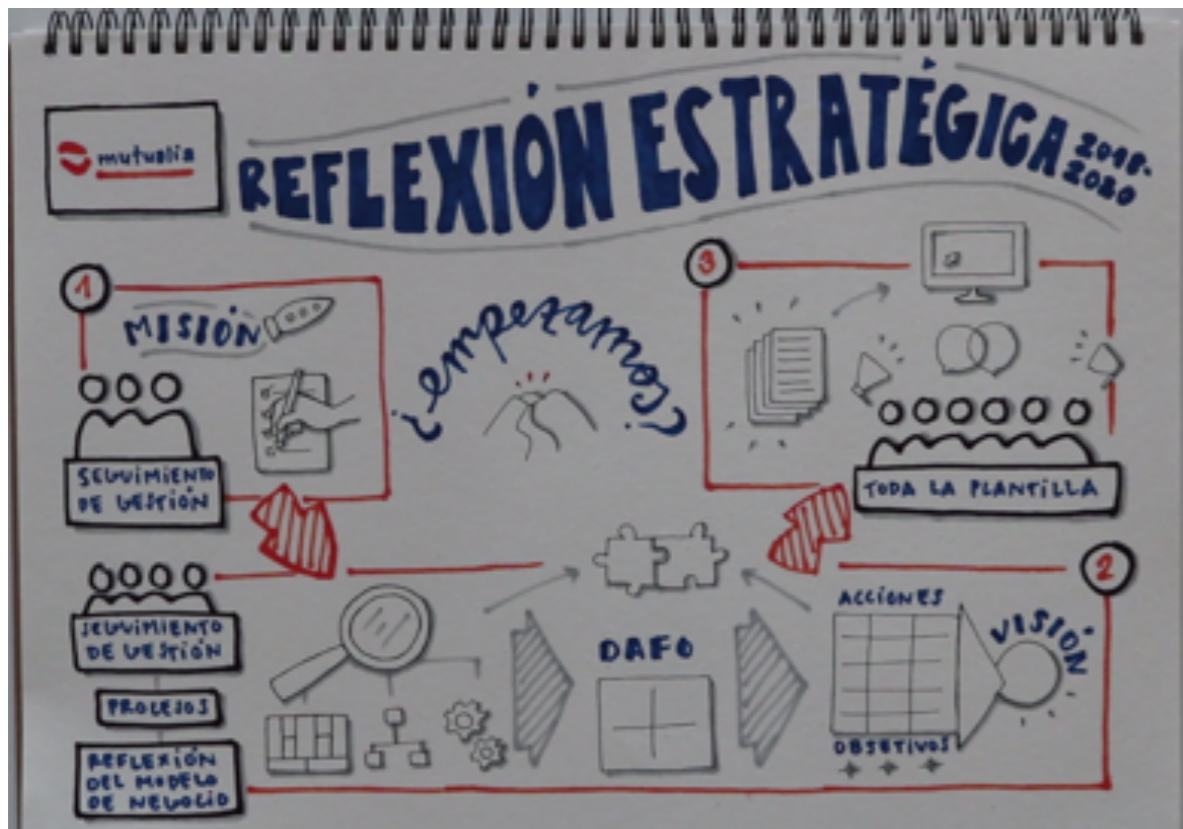 mutualia
REFLEXIÓN ESTRATÉGICA 2018-
2020
1
MISIÓN
SEGUIMIENTO
DE GESTIÓN
¿empezamos?
3
TODA LA PLANTILLA
2
SEGUIMIENTO
DE GESTIÓN
PROCESOS
REFLEXIÓN
DEL MODELO
DE NEGOCIO
DAFO
ACCIONES
OBJETIVOS
VISIÓN